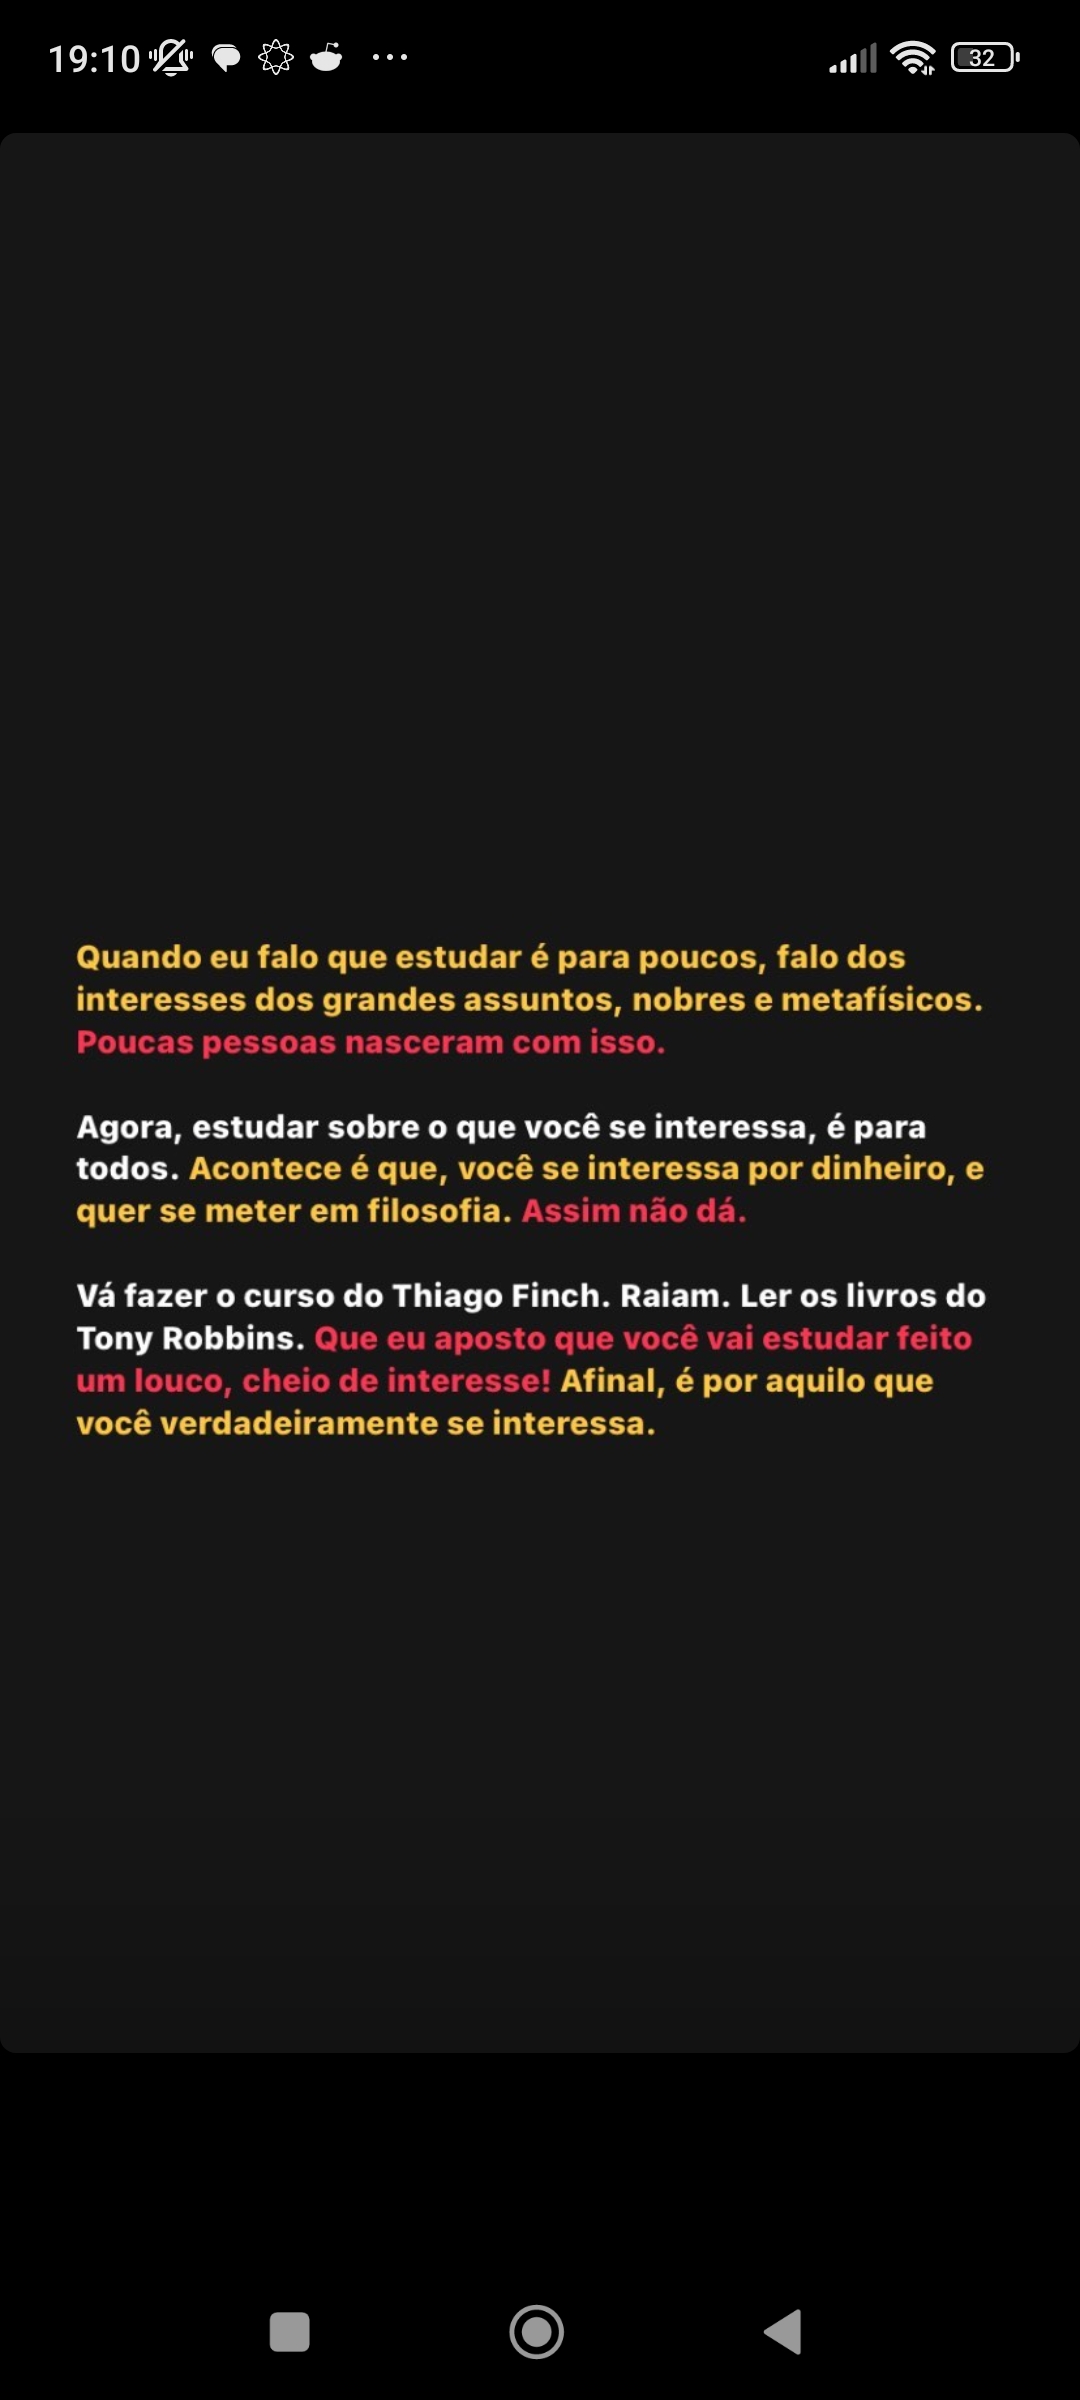 19:10
32
Quando eu falo que estudar é para poucos, falo dos
interesses dos grandes assuntos, nobres e metafísicos.
Poucas pessoas nasceram com isso.
Agora, estudar sobre o que você se interessa, é para
todos. Acontece é que, você se interessa por dinheiro, e
quer se meter em filosofia. Assim não dá.
Vá fazer o curso do Thiago Finch. Raiam. Ler os livros do
Tony Robbins. Que eu aposto que você vai estudar feito
um louco, cheio de interesse! Afinal, é por aquilo que
você verdadeiramente se interessa.